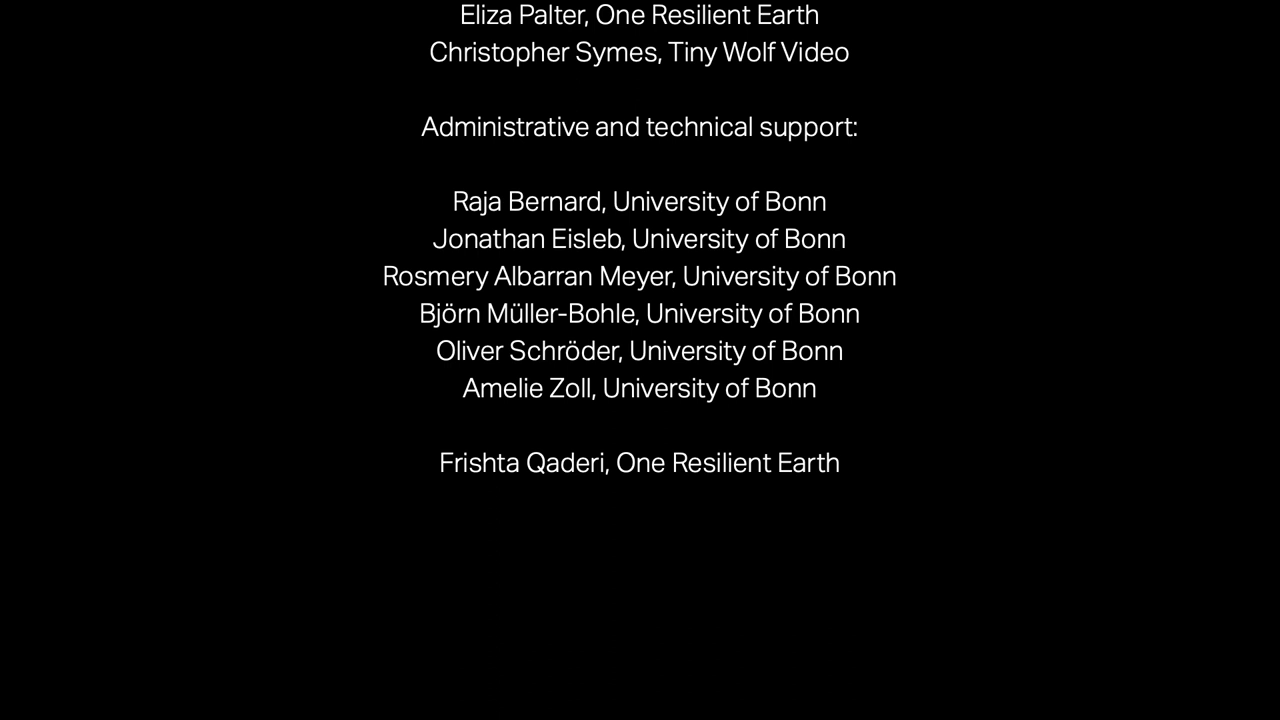 Eliza Palter, One Resilient Earth
Christopher Symes, Tiny Wolf Video
Administrative and technical support:
Raja Bernard, University of Bonn
Jonathan Eisleb, University of Bonn
Rosmery Albarran Meyer, University of Bonn
Björn Müller-Bohle, University of Bonn
Oliver Schröder, University of Bonn
Amelie Zoll, University of Bonn
Frishta Qaderi, One Resilient Earth